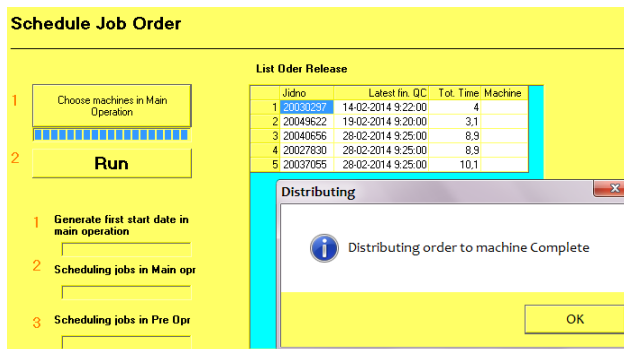 Schedule Job Order
List Oder Release
Jidno Latest fin. QC Tot. Time Machine
1 20030297 14-02-2014 9:22:00 4
2 20049622 19-02-2014 9:20:00 3,1
3 20040656 28-02-2014 9:25:00 8,9
4 20027830 28-02-2014 9:25:00 8,9
5 20037055 28-02-2014 9:25:00 10,1
1 Choose machines in Main
Operation
2 Run
1 Generate first start date in
main operation
2 Scheduling jobs in Main opr
3 Scheduling jobs in Pre Opr
Distributing
Distributing order to machine Complete
OK